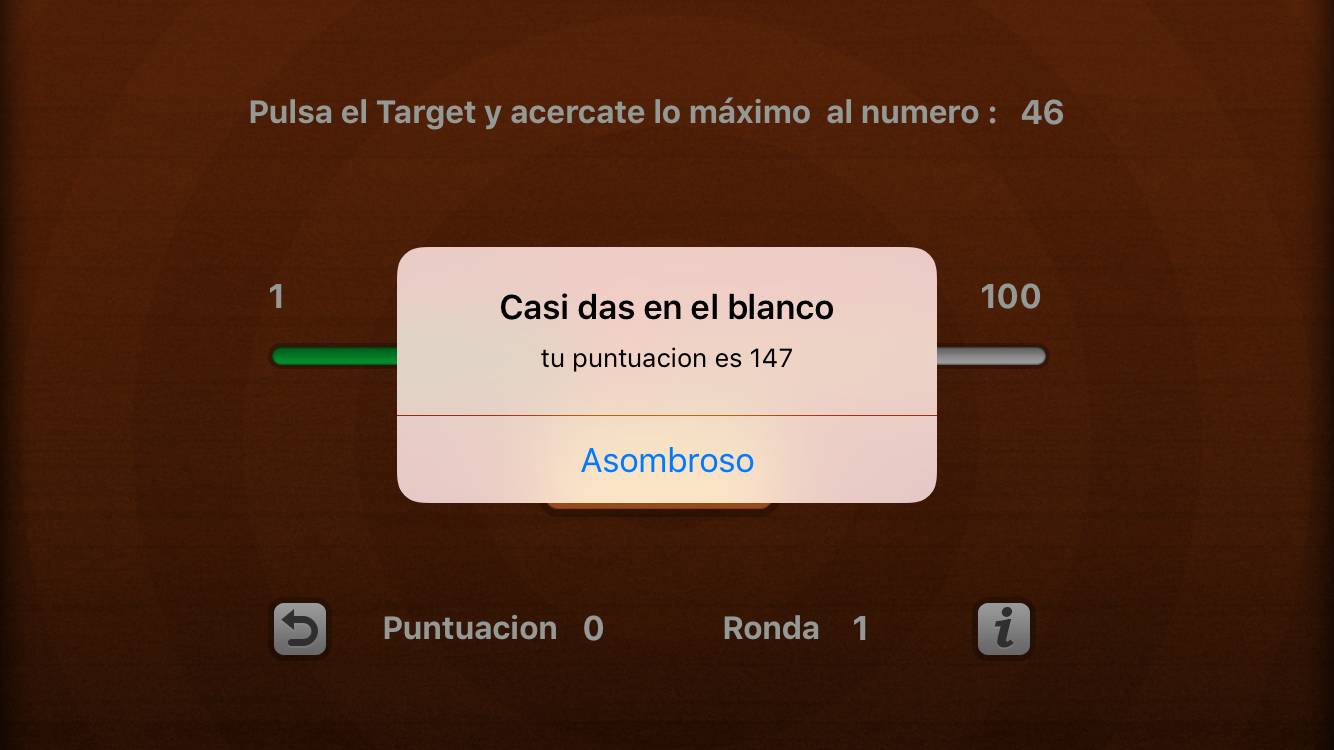 Pulsa el Target y acercate lo máximo al numero : 46
1 100
Casi das en el blanco
tu puntuacion es 147
Asombroso
Puntuacion 0 Ronda 1 i